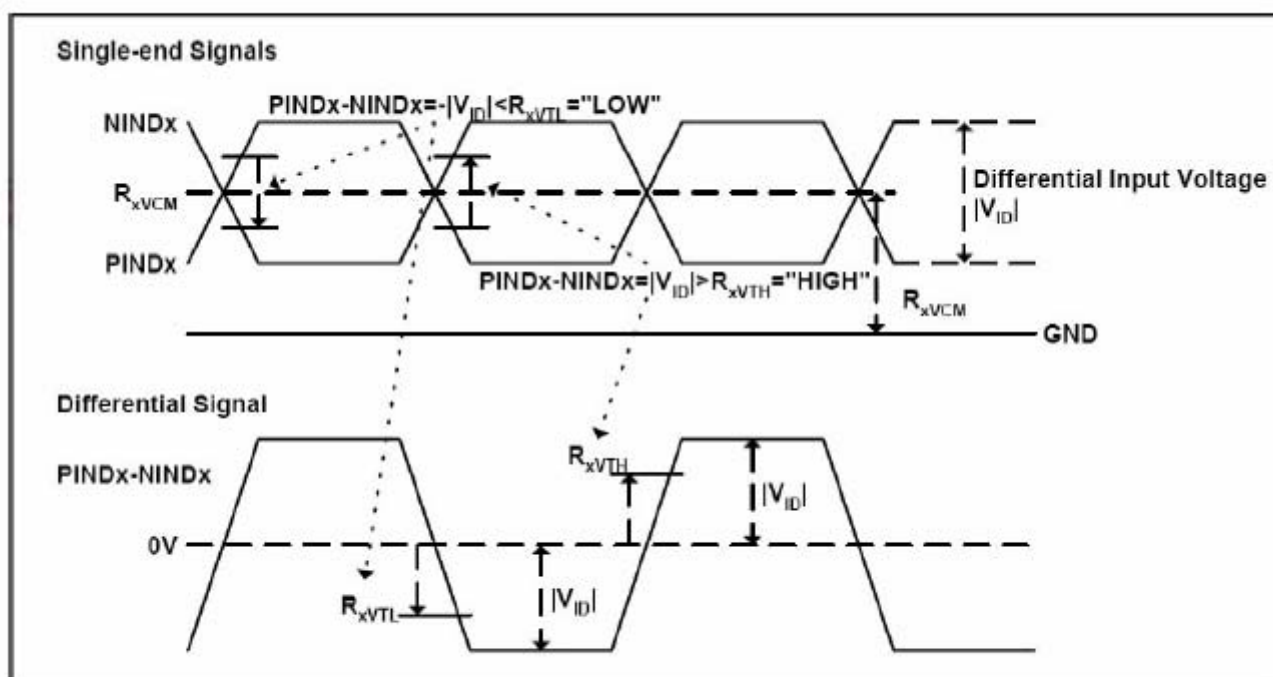 Single-end Signals
PINDx-NINDx=-|VID|<RxVTL="LOW"
NINDx
RxVCM
Differential Input Voltage
|VID|
PINDx
PINDx-NINDx=|VID|>RxVTH="HIGH"
RxVCM
GND
Differential Signal
RxVTH
PINDx-NINDx
|VID|
0V
RxVTL
|VID|